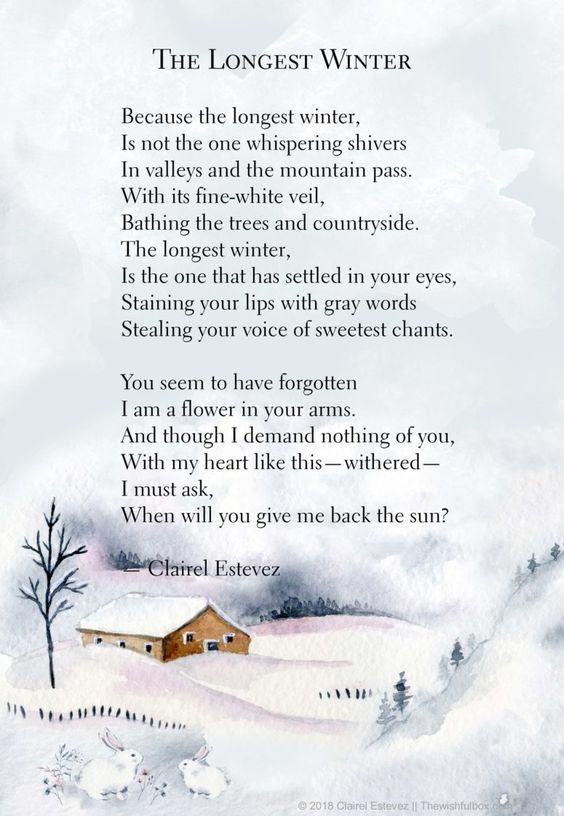 The Longest Winter
Because the longest winter,
Is not the one whispering shivers
In valleys and the mountain pass.
With its fine-white veil,
Bathing the trees and countryside.
The longest winter,
Is the one that has settled in your eyes,
Staining your lips with gray words
Stealing your voice of sweetest chants.
You seem to have forgotten
I am a flower in your arms.
And though I demand nothing of you,
With my heart like this—withered—
I must ask,
When will you give me back the sun?
— Clairel Estevez
© 2018 Clairel Estevez || Thewishfulbox.com